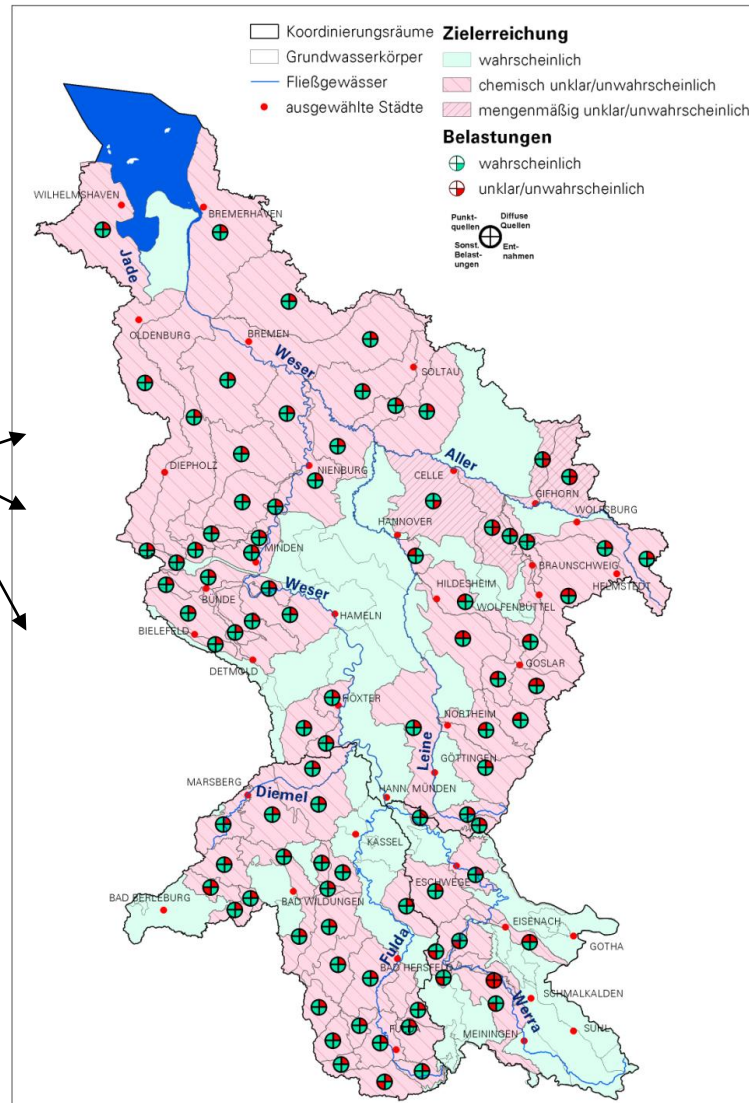 Koordinierungsräume
Grundwasserkörper
Fließgewässer
ausgewählte Städte
Zielerreichung
wahrscheinlich
chemisch unklar/unwahrscheinlich
mengenmäßig unklar/unwahrscheinlich
Belastungen
wahrscheinlich
unklar/unwahrscheinlich
Punkt-
quellen
Diffuse
Quellen
Sonst.
Belast-
ungen
Ent-
nahmen
WILHELMSHAVEN
BREMERHAVEN
Jade
OLDENBURG
BREMEN
Weser
SOLTAU
DIEPHOLZ
NIENBURG
CELLE
Aller
GIFHORN
WOLFSBURG
HANNOVER
MINDEN
BRAUNSCHWEIG
HELMSTEDT
Weser
HILDESHEIM
WOLFENBÜTTEL
BÜNDE
HAMELN
BIELEFELD
DETMOLD
GOSLAR
HÖXTER
NORTHEIM
Leine
GÖTTINGEN
MARSBERG
Diemel
HANN. MÜNDEN
KASSEL
ESCHWEGE
BAD BERLEBURG
BAD WILDUNGEN
EISENACH
GOTHA
Fulda
BAD HERSFELD
SCHMALKALDEN
Werra
MEININGEN
SUHL